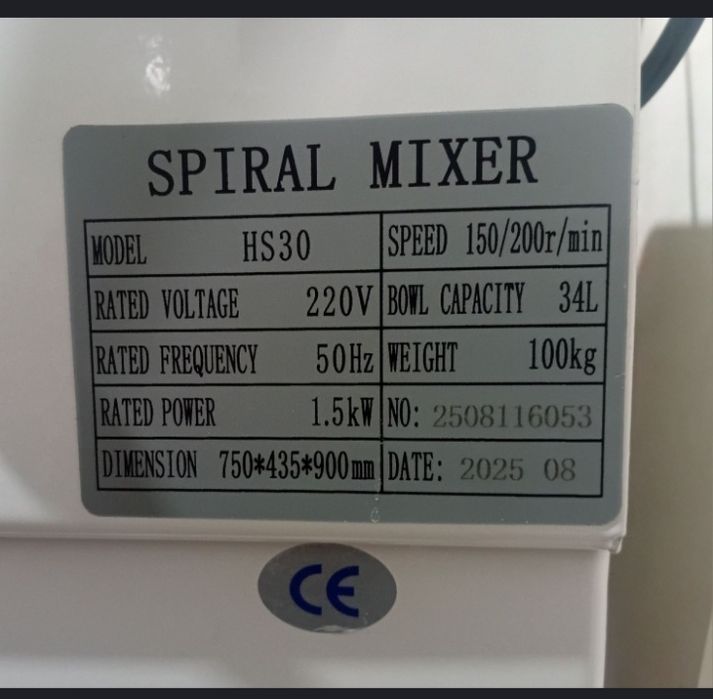 SPIRAL MIXER
MODEL HS30 SPEED 150/200r/min
RATED VOLTAGE 220V BOWL CAPACITY 34L
RATED FREQUENCY 50Hz WEIGHT 100kg
RATED POWER 1.5kW NO: 2508116053
DIMENSION 750*435*900mm DATE: 2025 08
CE